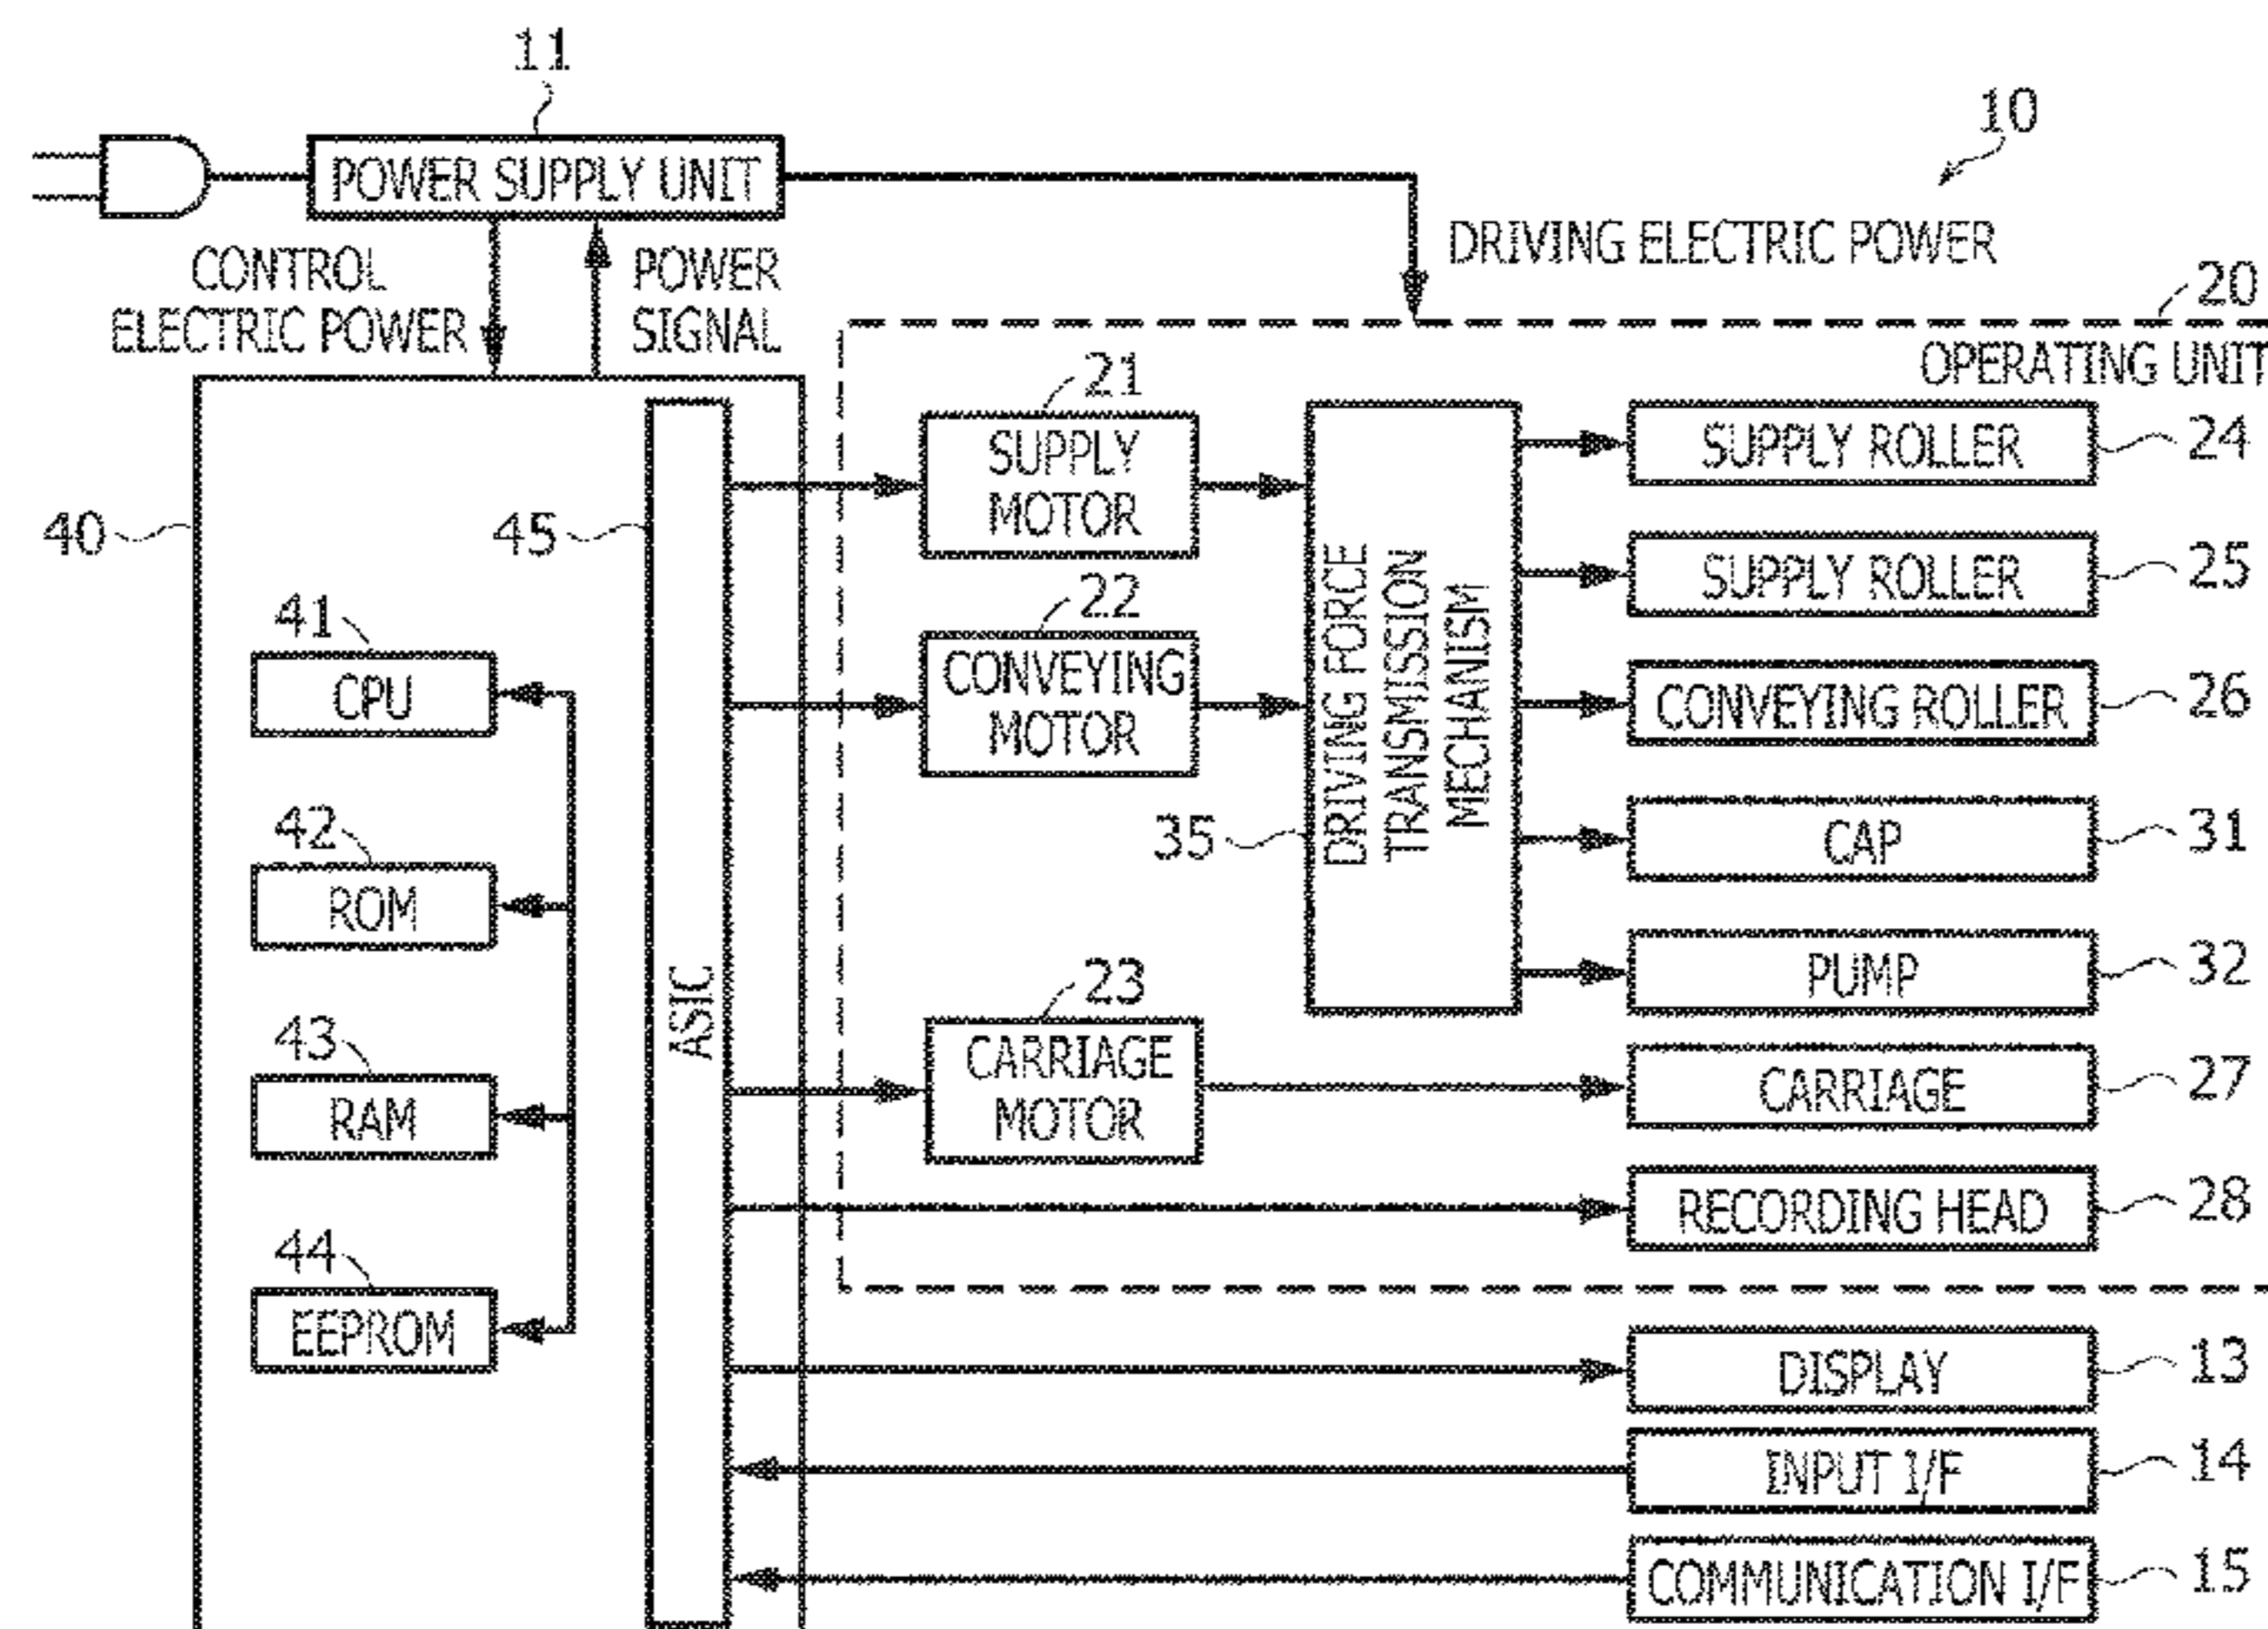 11
10
POWER SUPPLY UNIT
CONTROL
ELECTRIC POWER
POWER
SIGNAL
DRIVING ELECTRIC POWER
20
OPERATING UNIT
40
45
ASIC
41
CPU
42
ROM
43
RAM
44
EEPROM
21
SUPPLY
MOTOR
22
CONVEYING
MOTOR
23
CARRIAGE
MOTOR
35
DRIVING FORCE
TRANSMISSION
MECHANISM
SUPPLY ROLLER 24
SUPPLY ROLLER 25
CONVEYING ROLLER 26
CAP 31
PUMP 32
CARRIAGE 27
RECORDING HEAD 28
DISPLAY 13
INPUT I/F 14
COMMUNICATION I/F 15